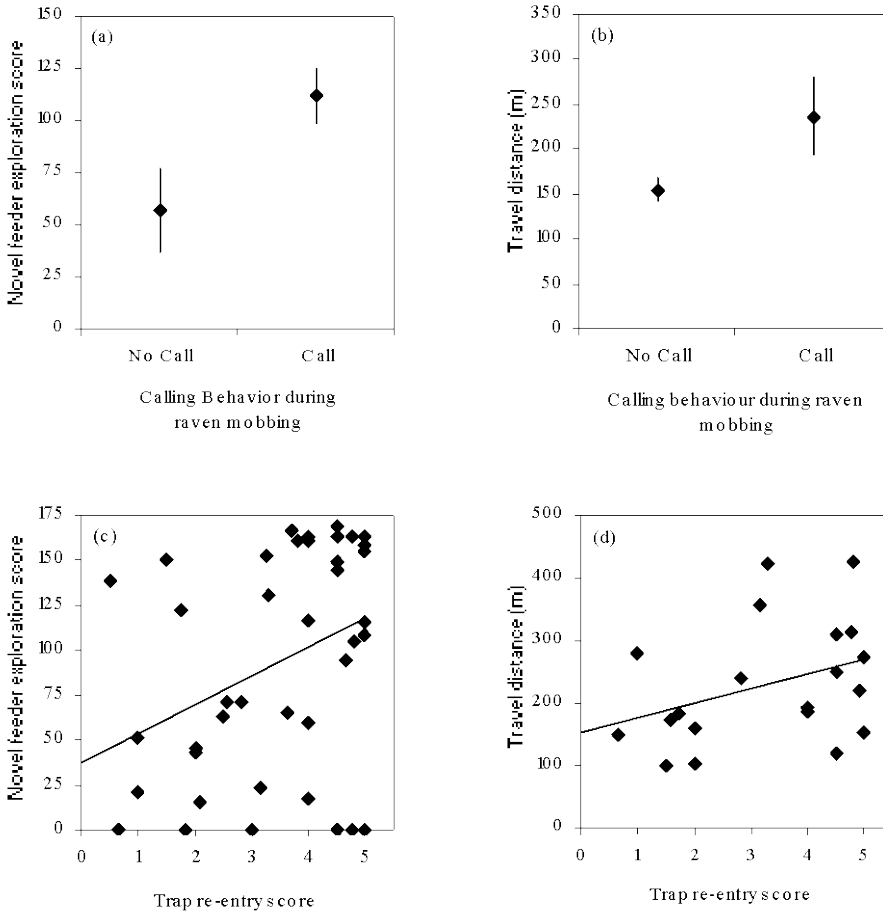 (a)
Novel feeder exploration score
150
125
100
75
50
25
0
No Call
Call
Calling Behavior during
raven mobbing
(b)
Travel distance (m)
350
300
250
200
150
100
50
0
No Call
Call
Calling behaviour during raven
mobbing
(c)
Novel feeder exploration score
175
150
125
100
75
50
25
0
0 1 2 3 4 5
Trap re-entry score
(d)
Travel distance (m)
500
400
300
200
100
0
0 1 2 3 4 5
Trap re-entry score